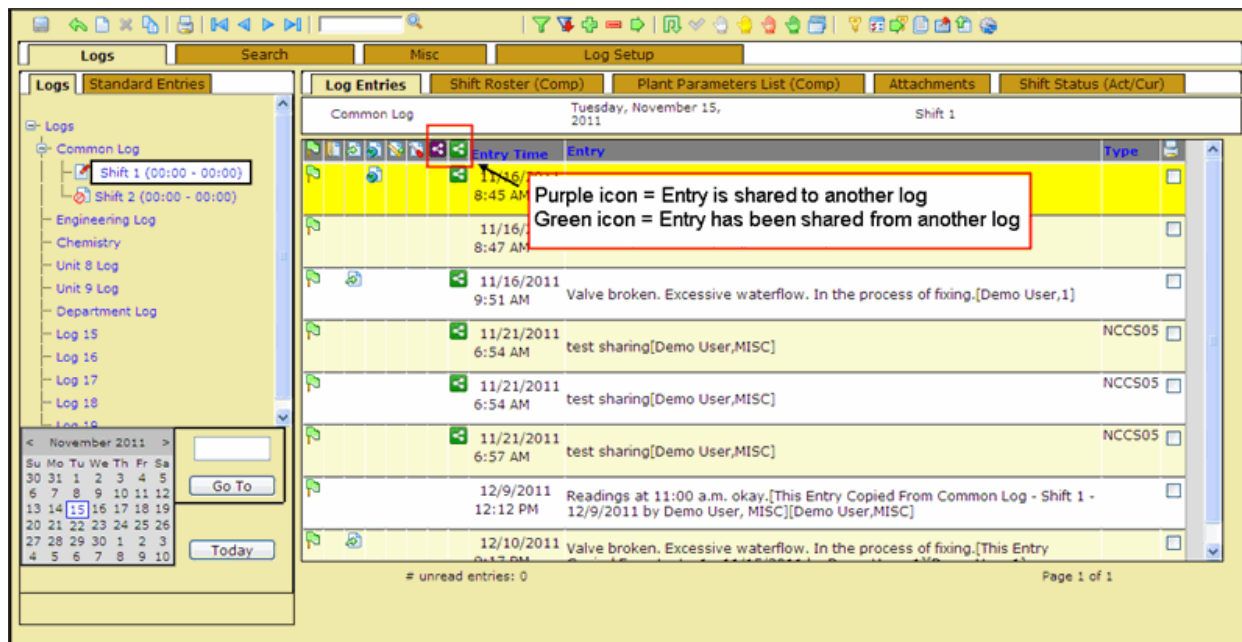 Logs Search Misc Log Setup
Logs Standard Entries
Log Entries Shift Roster (Comp) Plant Parameters List (Comp) Attachments Shift Status (Act/Cur)
Common Log Tuesday, November 15, 2011 Shift 1
Logs
Common Log
Shift 1 (00:00 - 00:00)
Shift 2 (00:00 - 00:00)
Engineering Log
Chemistry
Unit 8 Log
Unit 9 Log
Department Log
Log 15
Log 16
Log 17
Log 18
Log 19
< November 2011 >
Su Mo Tu We Th Fr Sa
30 31 1 2 3 4 5
6 7 8 9 10 11 12
13 14 15 16 17 18 19
20 21 22 23 24 25 26
27 28 29 30 1 2 3
4 5 6 7 8 9 10
Go To
Today
Entry Time Entry Type
8:45 AM
Purple icon = Entry is shared to another log
Green icon = Entry has been shared from another log
8:47 AM
11/16/2011
9:51 AM
Valve broken. Excessive waterflow. In the process of fixing.[Demo User,1]
11/21/2011 NCCS05
6:54 AM
test sharing[Demo User,MISC]
11/21/2011 NCCS05
6:54 AM
test sharing[Demo User,MISC]
11/21/2011 NCCS05
6:57 AM
test sharing[Demo User,MISC]
12/9/2011
12:12 PM
Readings at 11:00 a.m. okay.[This Entry Copied From Common Log - Shift 1 -
12/9/2011 by Demo User, MISC][Demo User,MISC]
12/10/2011
Valve broken. Excessive waterflow. In the process of fixing.[This Entry
# unread entries: 0 Page 1 of 1